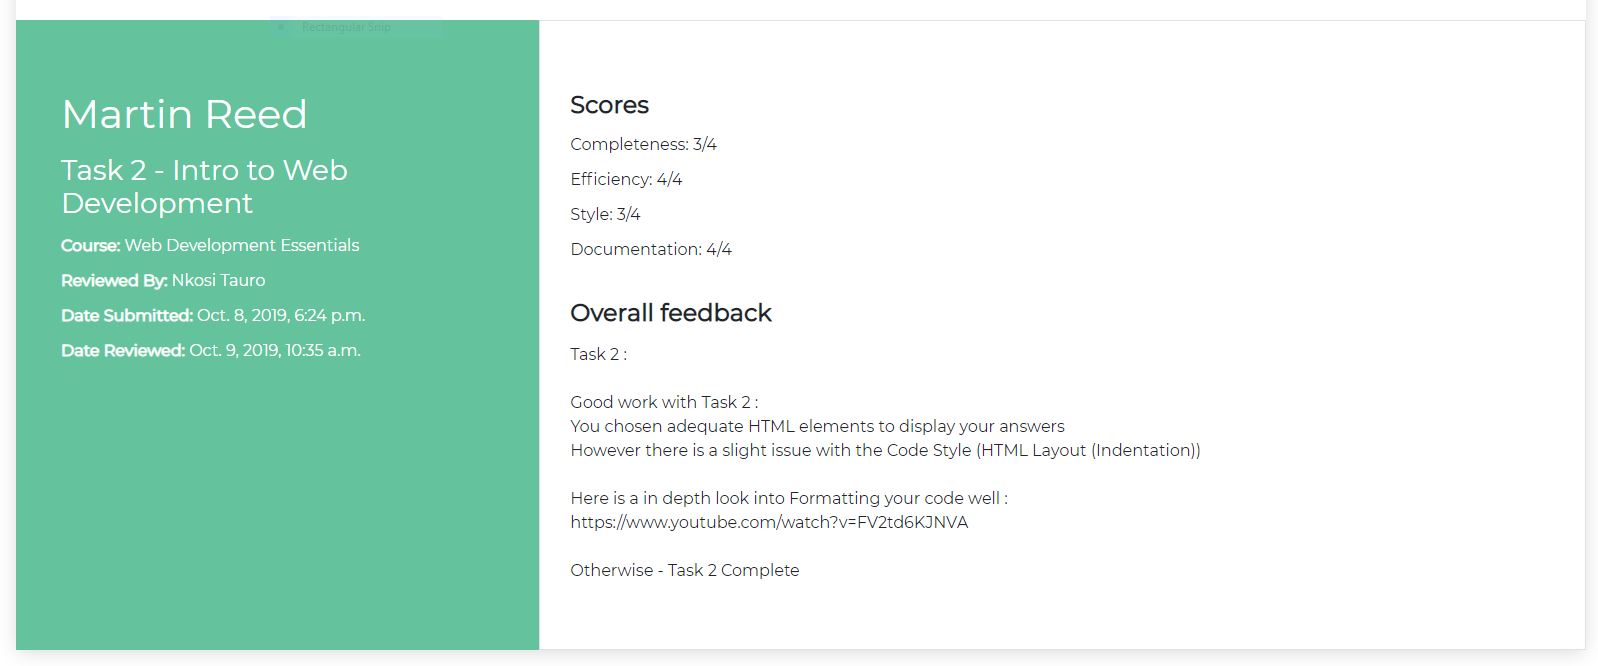 Rectangular Snip
Martin Reed
Task 2 - Intro to Web
Development
Course: Web Development Essentials
Reviewed By: Nkosi Tauro
Date Submitted: Oct. 8, 2019, 6:24 p.m.
Date Reviewed: Oct. 9, 2019, 10:35 a.m.
Scores
Completeness: 3/4
Efficiency: 4/4
Style: 3/4
Documentation: 4/4
Overall feedback
Task 2 :
Good work with Task 2 :
You chosen adequate HTML elements to display your answers
However there is a slight issue with the Code Style (HTML Layout (Indentation))
Here is a in depth look into Formatting your code well :
https://www.youtube.com/watch?v=FV2td6KJNVA
Otherwise - Task 2 Complete